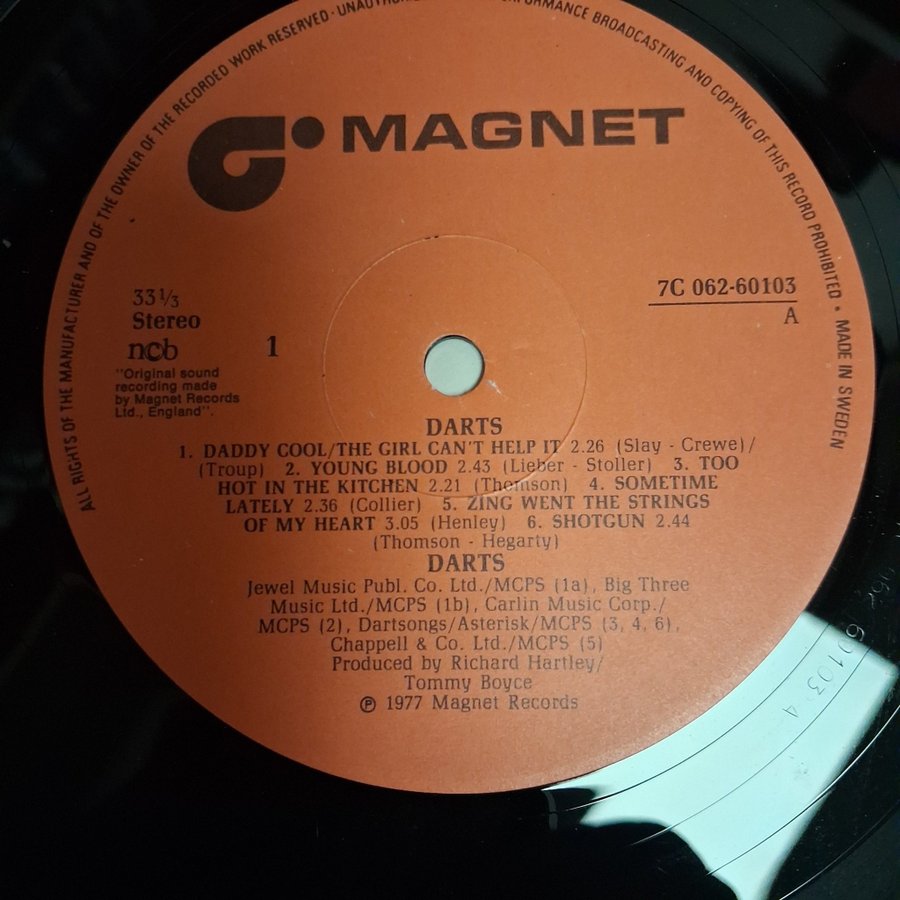 ALL RIGHTS OF THE MANUFACTURER AND OF THE OWNER OF THE RECORDED WORK RESERVED · BROADCASTING AND COPYING OF THIS RECORD PROHIBITED · MADE IN SWEDEN
MAGNET
33 1/3
Stereo
ncb
1
"Original sound
recording made
by Magnet Records
Ltd., England".
7C 062-60103
A
DARTS
1. DADDY COOL/THE GIRL CAN'T HELP IT 2.26 (Slay - Crewe)/
(Troup) 2. YOUNG BLOOD 2.43 (Lieber - Stoller) 3. TOO
HOT IN THE KITCHEN 2.21 (Thomson) 4. SOMETIME
LATELY 2.36 (Collier) 5. ZING WENT THE STRINGS
OF MY HEART 3.05 (Henley) 6. SHOTGUN 2.44
(Thomson - Hegarty)
DARTS
Jewel Music Publ. Co. Ltd./MCPS (1a), Big Three
Music Ltd./MCPS (1b), Carlin Music Corp./
MCPS (2), Dartsongs/Asterisk/MCPS (3, 4, 6),
Chappell & Co. Ltd./MCPS (5)
Produced by Richard Hartley/
Tommy Boyce
℗ 1977 Magnet Records
60103 4